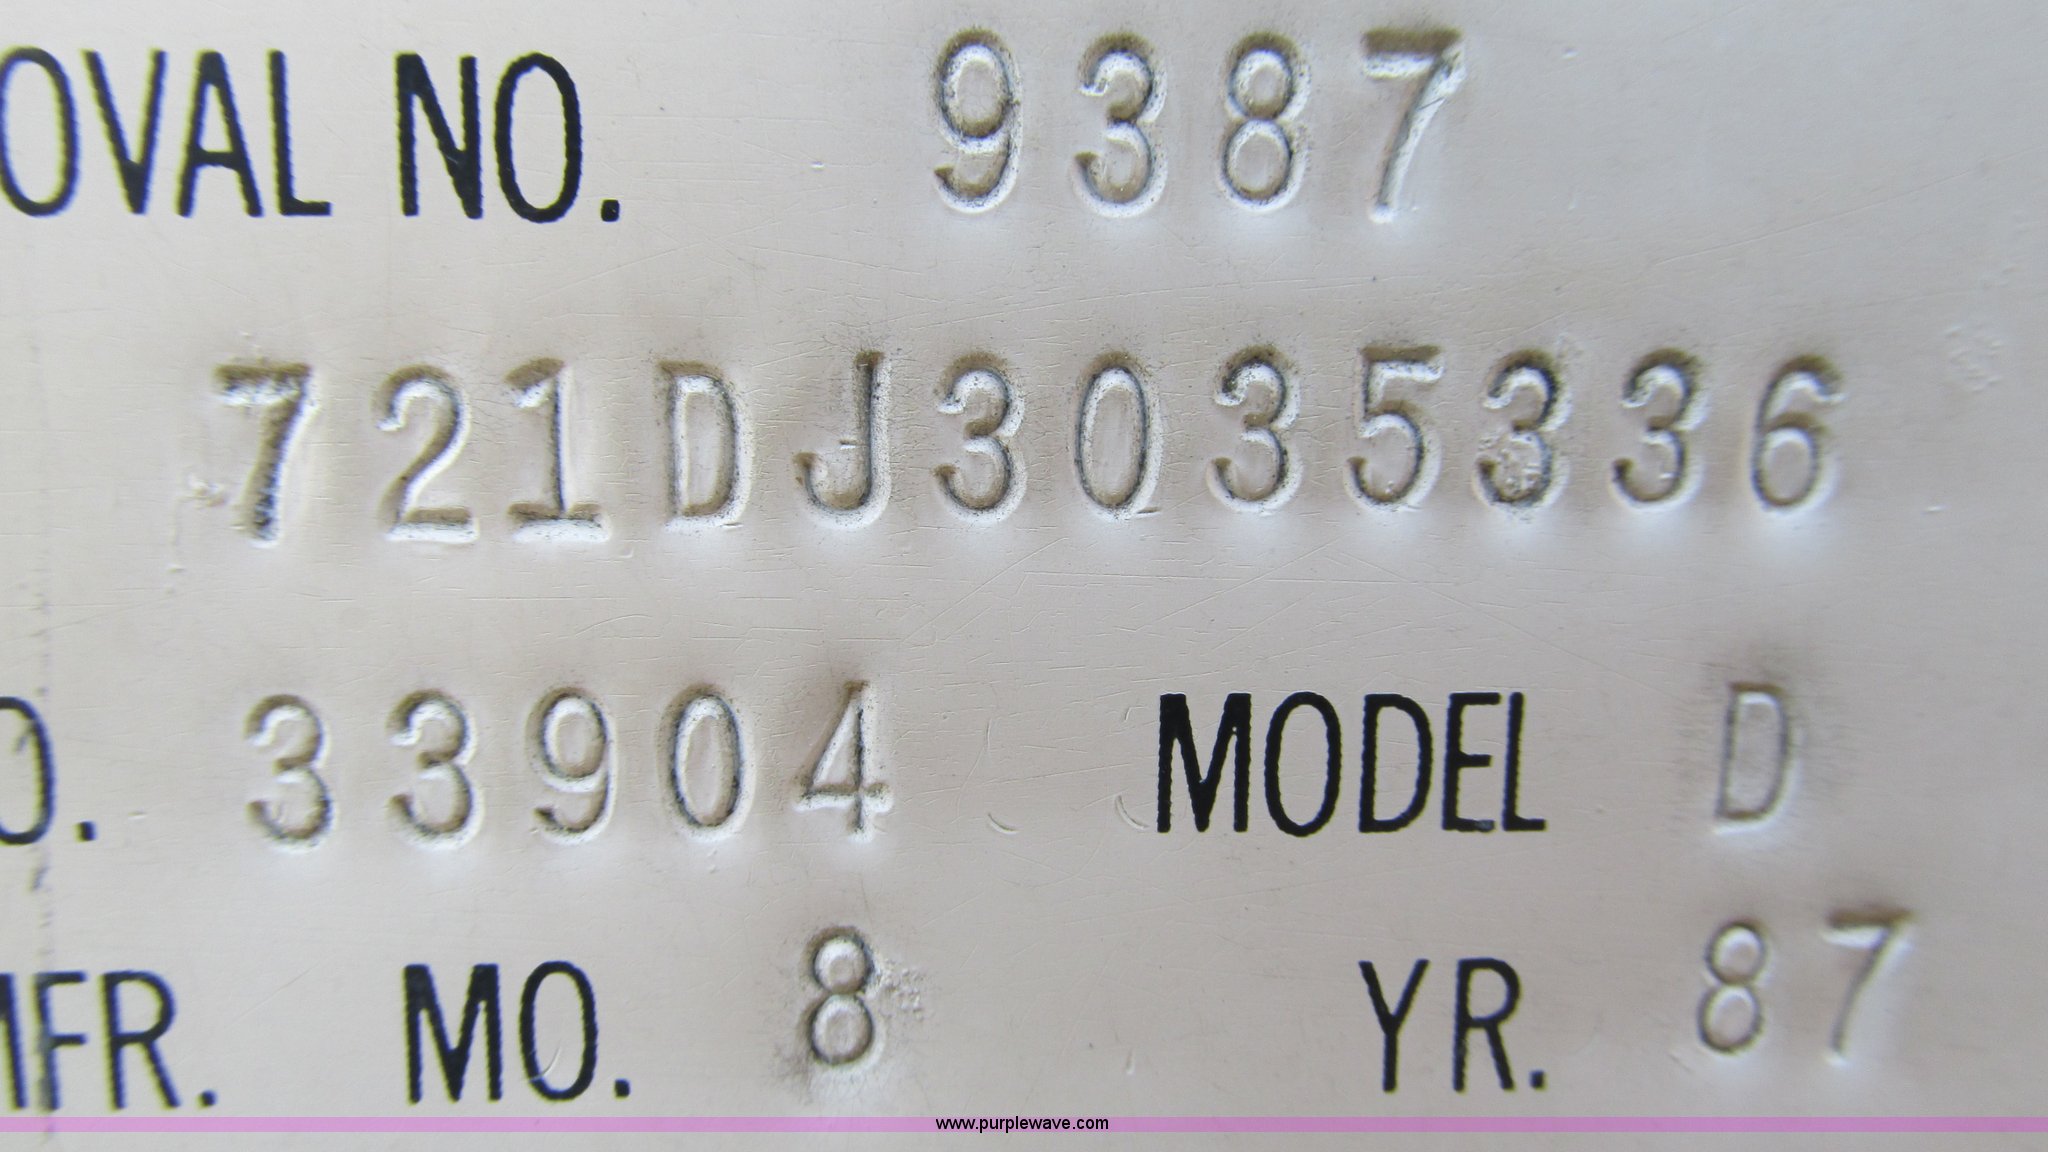 OVAL NO. 9387
721DJ3035336
O. 33904 MODEL D
MFR. MO. 8 YR. 87
www.purplewave.com